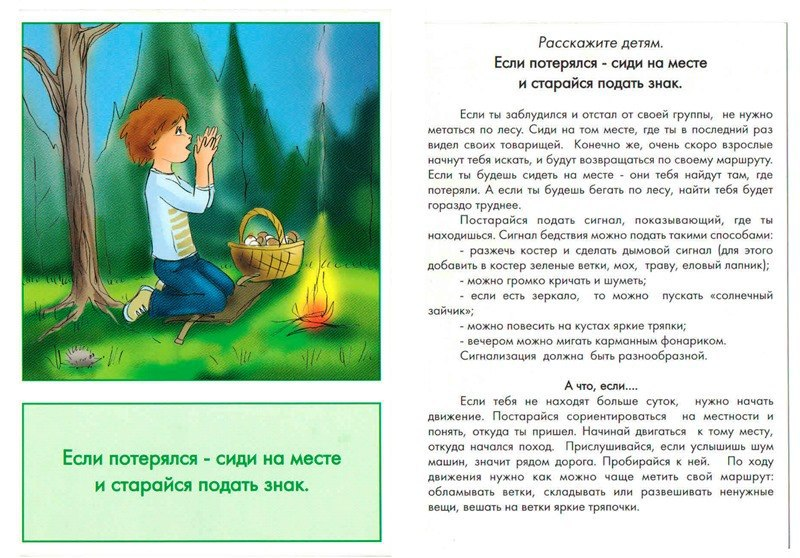 Если потерялся - сиди на месте
и старайся подать знак.
Расскажите детям.
Если потерялся - сиди на месте
и старайся подать знак.
Если ты заблудился и отстал от своей группы, не нужно
метаться по лесу. Сиди на том месте, где ты в последний раз
видел своих товарищей. Конечно же, очень скоро взрослые
начнут тебя искать, и будут возвращаться по своему маршруту.
Если ты будешь сидеть на месте - они тебя найдут там, где
потеряли. А если ты будешь бегать по лесу, найти тебя будет
гораздо труднее.
Постарайся подать сигнал, показывающий, где ты
находишься. Сигнал бедствия можно подать такими способами:
- разжечь костер и сделать дымовой сигнал (для этого
добавить в костер зеленые ветки, мох, траву, еловый лапник);
- можно громко кричать и шуметь;
- если есть зеркало, то можно пускать «солнечный
зайчик»;
- можно повесить на кустах яркие тряпки;
- вечером можно мигать карманным фонариком.
Сигнализация должна быть разнообразной.
А что, если....
Если тебя не находят больше суток, нужно начать
движение. Постарайся сориентироваться на местности и
понять, откуда ты пришел. Начинай двигаться к тому месту,
откуда начался поход. Прислушивайся, если услышишь шум
машин, значит рядом дорога. Пробирайся к ней. По ходу
движения нужно как можно чаще метить свой маршрут:
обламывать ветки, складывать или развешивать ненужные
вещи, вешать на ветки яркие тряпочки.